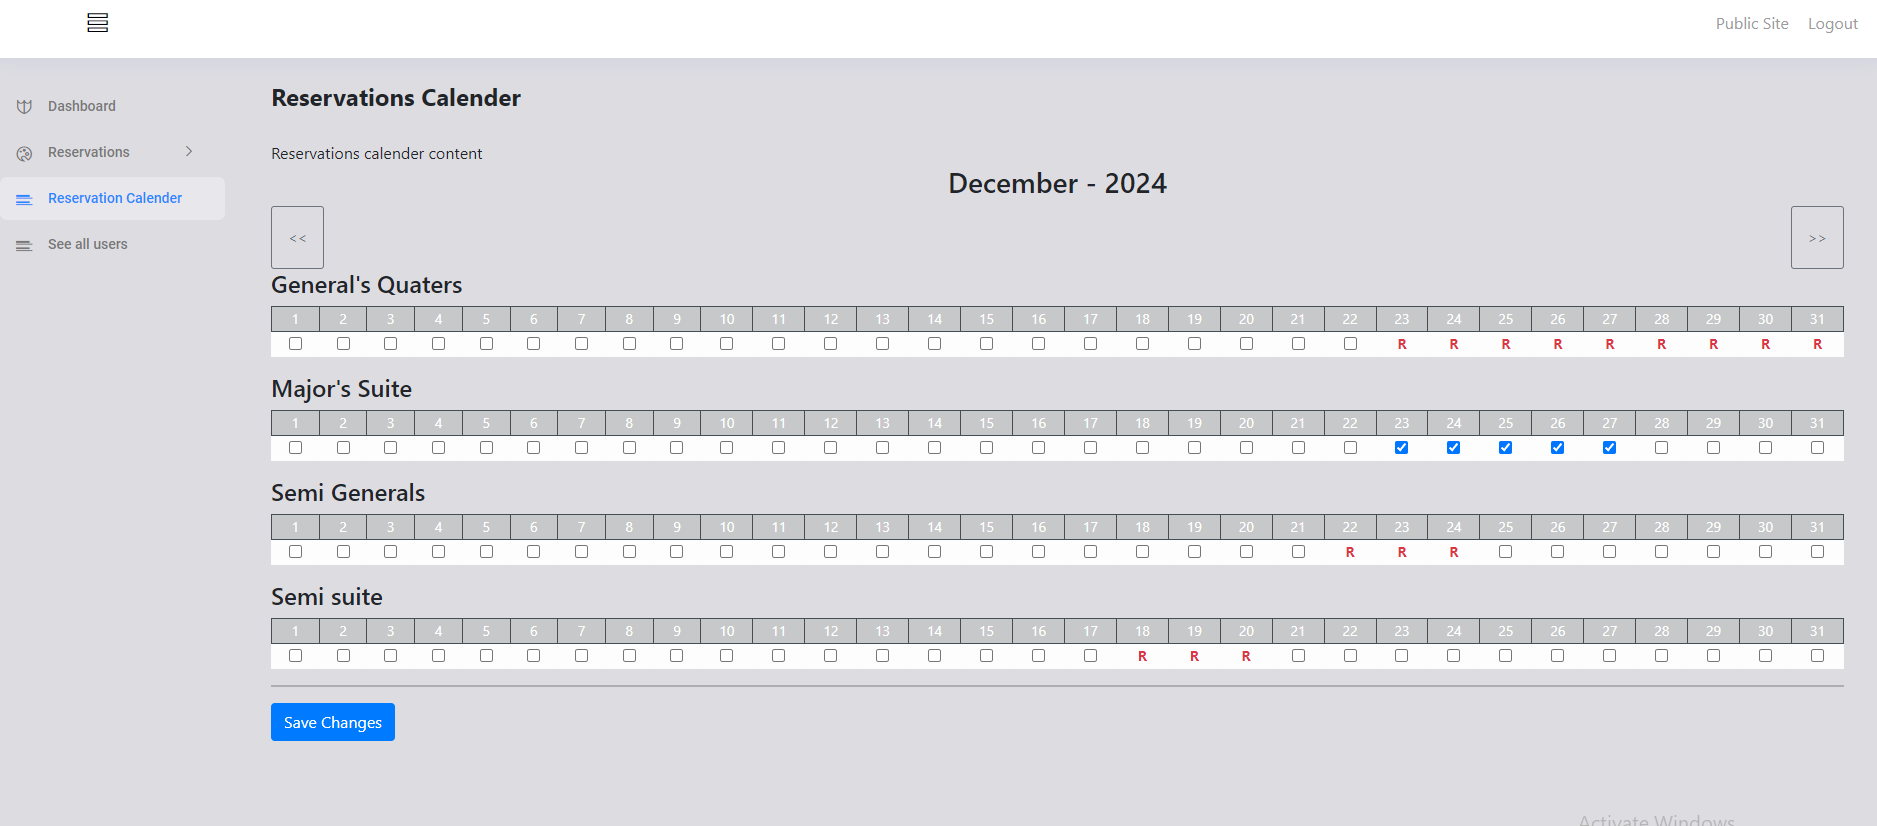 Public Site Logout
Dashboard
Reservations
Reservation Calender
See all users
Reservations Calender
Reservations calender content
December - 2024
<< >>
General's Quaters
1 2 3 4 5 6 7 8 9 10 11 12 13 14 15 16 17 18 19 20 21 22 23 24 25 26 27 28 29 30 31
R R R R R R R R R
Major's Suite
1 2 3 4 5 6 7 8 9 10 11 12 13 14 15 16 17 18 19 20 21 22 23 24 25 26 27 28 29 30 31
Semi Generals
1 2 3 4 5 6 7 8 9 10 11 12 13 14 15 16 17 18 19 20 21 22 23 24 25 26 27 28 29 30 31
R R R
Semi suite
1 2 3 4 5 6 7 8 9 10 11 12 13 14 15 16 17 18 19 20 21 22 23 24 25 26 27 28 29 30 31
R R R
Save Changes
Activate Windows